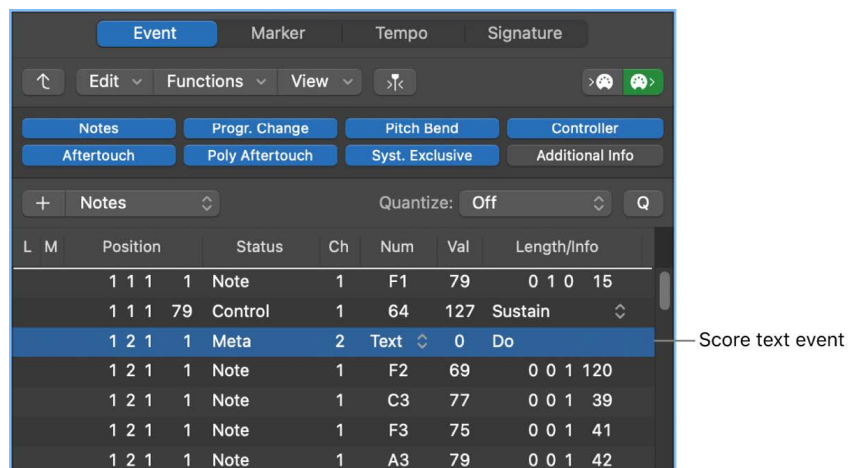 Event Marker Tempo Signature
Edit Functions View
Notes Progr. Change Pitch Bend Controller
Aftertouch Poly Aftertouch Syst. Exclusive Additional Info
+ Notes Quantize: Off Q
L M Position Status Ch Num Val Length/Info
1 1 1 1 Note 1 F1 79 0 1 0 15
1 1 1 79 Control 1 64 127 Sustain
1 2 1 1 Meta 2 Text 0 Do Score text event
1 2 1 1 Note 1 F2 69 0 0 1 120
1 2 1 1 Note 1 C3 77 0 0 1 39
1 2 1 1 Note 1 F3 75 0 0 1 41
1 2 1 1 Note 1 A3 79 0 0 1 42